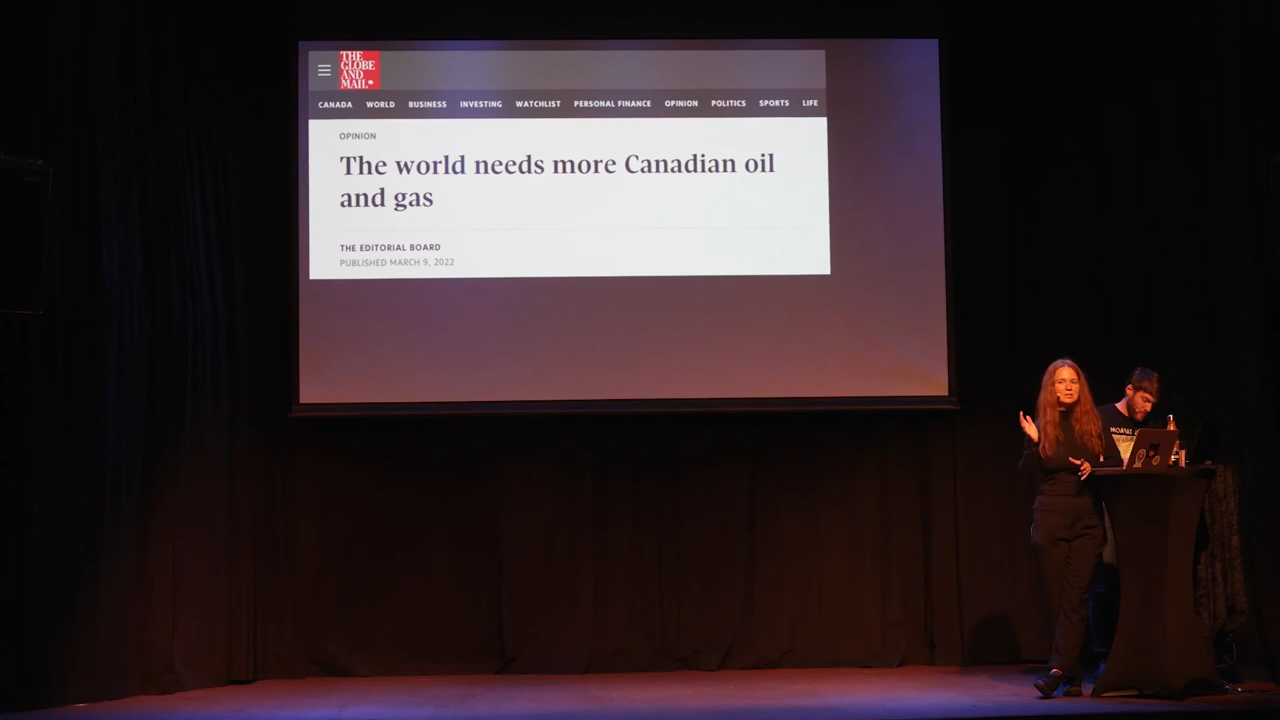 THE
GLOBE
AND
MAIL
CANADA WORLD BUSINESS INVESTING WATCHLIST PERSONAL FINANCE OPINION POLITICS SPORTS LIFE
OPINION
The world needs more Canadian oil
and gas
THE EDITORIAL BOARD
PUBLISHED MARCH 9, 2022